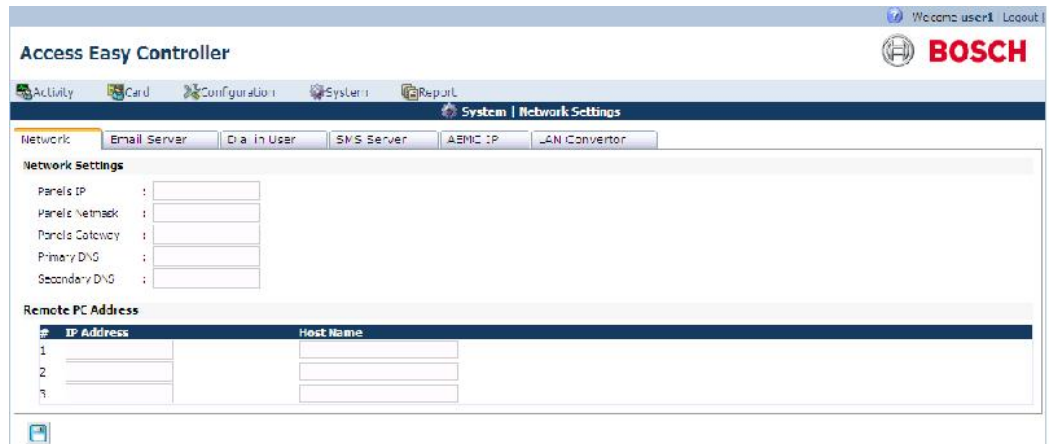 Welcome user1 | Logout |
Access Easy Controller
BOSCH
Activity Card Configuration System Report
System | Network Settings
Network Email Server Dial in User SMS Server AEMC IP LAN Convertor
Network Settings
Panels IP :
Panels Netmask :
Panels Gateway :
Primary DNS :
Secondary DNS :
Remote PC Address
# IP Address Host Name
1
2
3